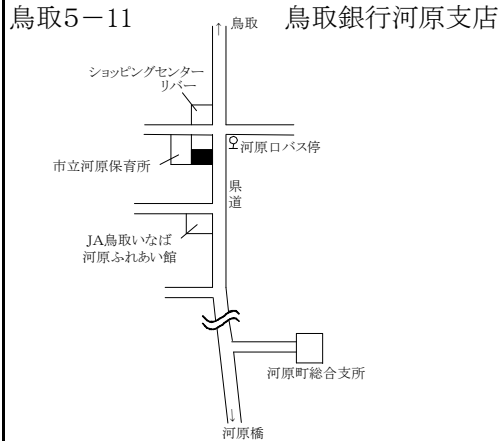 鳥取5－11
鳥取銀行河原支店
↑鳥取
ショッピングセンター
リバー
河原口バス停
市立河原保育所
県道
JA鳥取いなば
河原ふれあい館
河原町総合支所
↓
河原橋